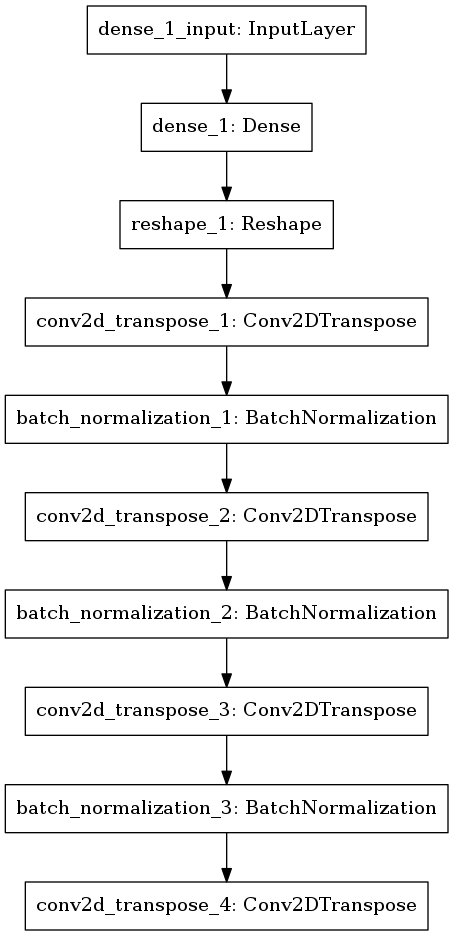 dense_1_input: InputLayer
dense_1: Dense
reshape_1: Reshape
conv2d_transpose_1: Conv2DTranspose
batch_normalization_1: BatchNormalization
conv2d_transpose_2: Conv2DTranspose
batch_normalization_2: BatchNormalization
conv2d_transpose_3: Conv2DTranspose
batch_normalization_3: BatchNormalization
conv2d_transpose_4: Conv2DTranspose